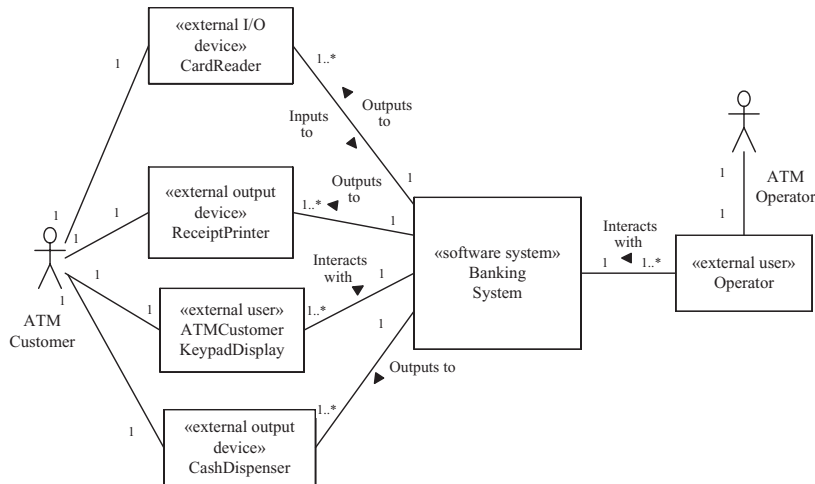 «external I/O
device»
CardReader
1
1
1..*
Outputs
to
Inputs
to
1
1
«external output
device»
ReceiptPrinter
1
1
1..*
Outputs
to
1
ATM
Customer
1
1
«external user»
ATMCustomer
KeypadDisplay
1..*
Interacts
with
1
1
1
«external output
device»
CashDispenser
1..*
Outputs to
1
«software system»
Banking
System
1
Interacts
with
1..*
«external user»
Operator
1
1
ATM
Operator